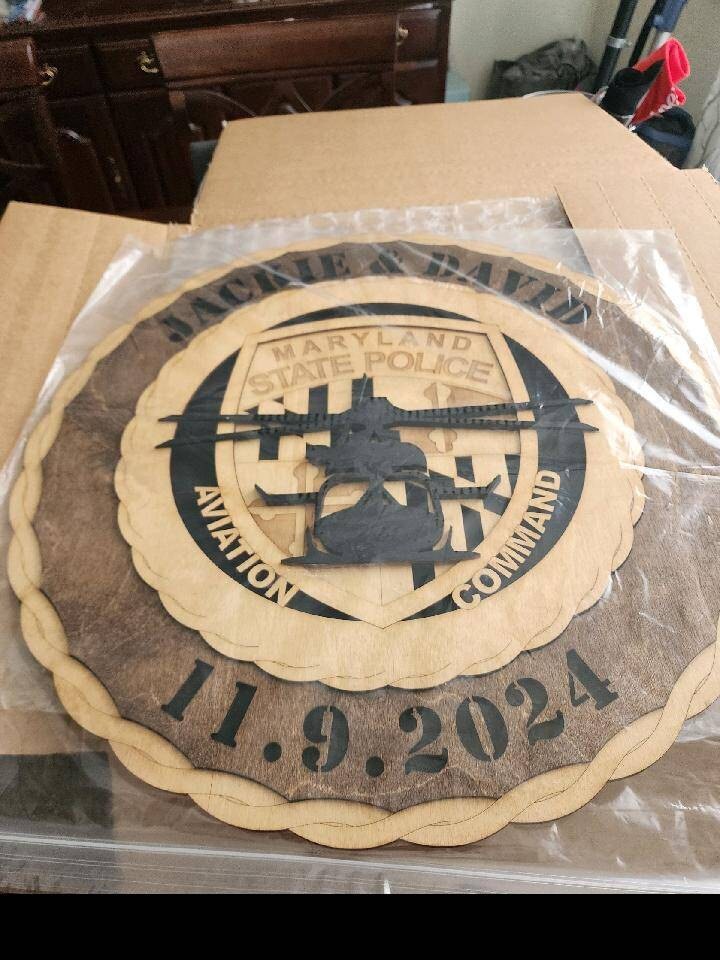 JACKIE & DAVID
MARYLAND
STATE POLICE
AVIATION
COMMAND
11.9.2024